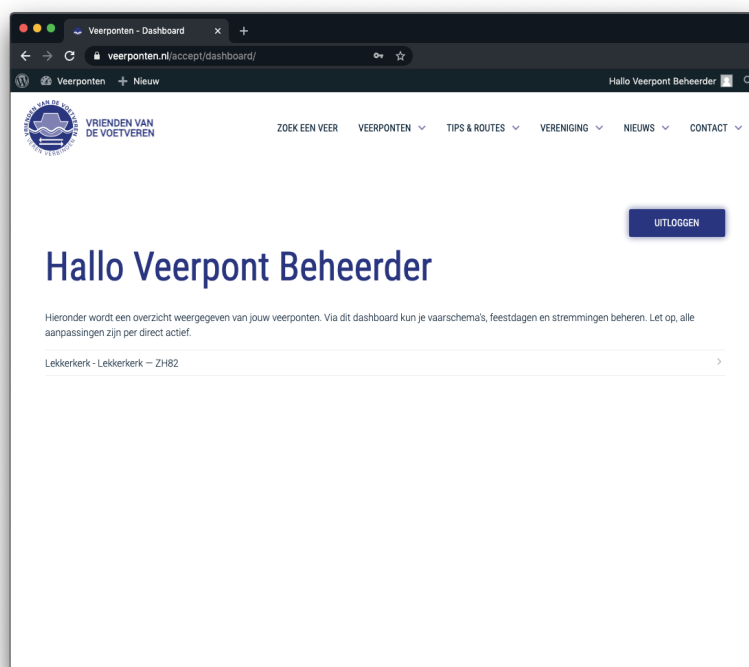 Veerponten - Dashboard
veerponten.nl/accept/dashboard/
Veerponten Nieuw Hallo Veerpont Beheerder
VRIENDEN VAN DE VOETVEREN
VEREN VERBINDEN
VRIENDEN VAN
DE VOETVEREN
ZOEK EEN VEER VEERPONTEN TIPS & ROUTES VERENIGING NIEUWS CONTACT
UITLOGGEN
Hallo Veerpont Beheerder
Hieronder wordt een overzicht weergegeven van jouw veerponten. Via dit dashboard kun je vaarschema's, feestdagen en stremmingen beheren. Let op, alle
aanpassingen zijn per direct actief.
Lekkerkerk - Lekkerkerk — ZH82